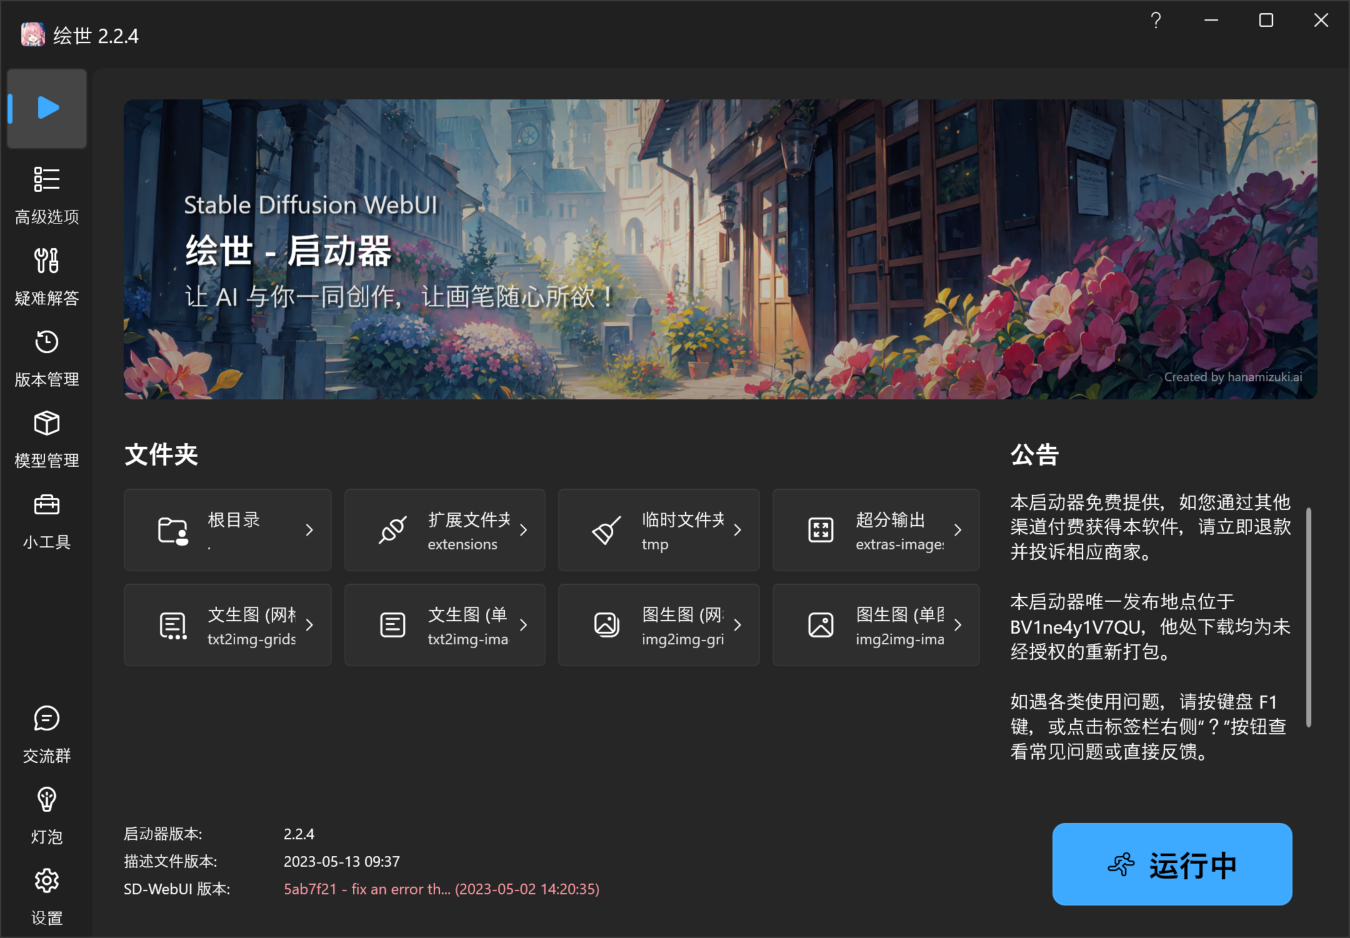 绘世 2.2.4
?
高级选项
疑难解答
版本管理
模型管理
小工具
交流群
灯泡
设置
Stable Diffusion WebUI
绘世 - 启动器
让 AI 与你一同创作，让画笔随心所欲！
Created by hanamizuki.ai
文件夹
根目录
.
扩展文件夹
extensions
临时文件夹
tmp
超分输出
extras-images
文生图 (网格
txt2img-grids
文生图 (单
txt2img-ima
图生图 (网
img2img-gri
图生图 (单图
img2img-ima
公告
本启动器免费提供，如您通过其他
渠道付费获得本软件，请立即退款
并投诉相应商家。
本启动器唯一发布地点位于
BV1ne4y1V7QU，他处下载均为未
经授权的重新打包。
如遇各类使用问题，请按键盘 F1
键，或点击标签栏右侧“？”按钮查
看常见问题或直接反馈。
启动器版本: 2.2.4
描述文件版本: 2023-05-13 09:37
SD-WebUI 版本: 5ab7f21 - fix an error th... (2023-05-02 14:20:35)
运行中